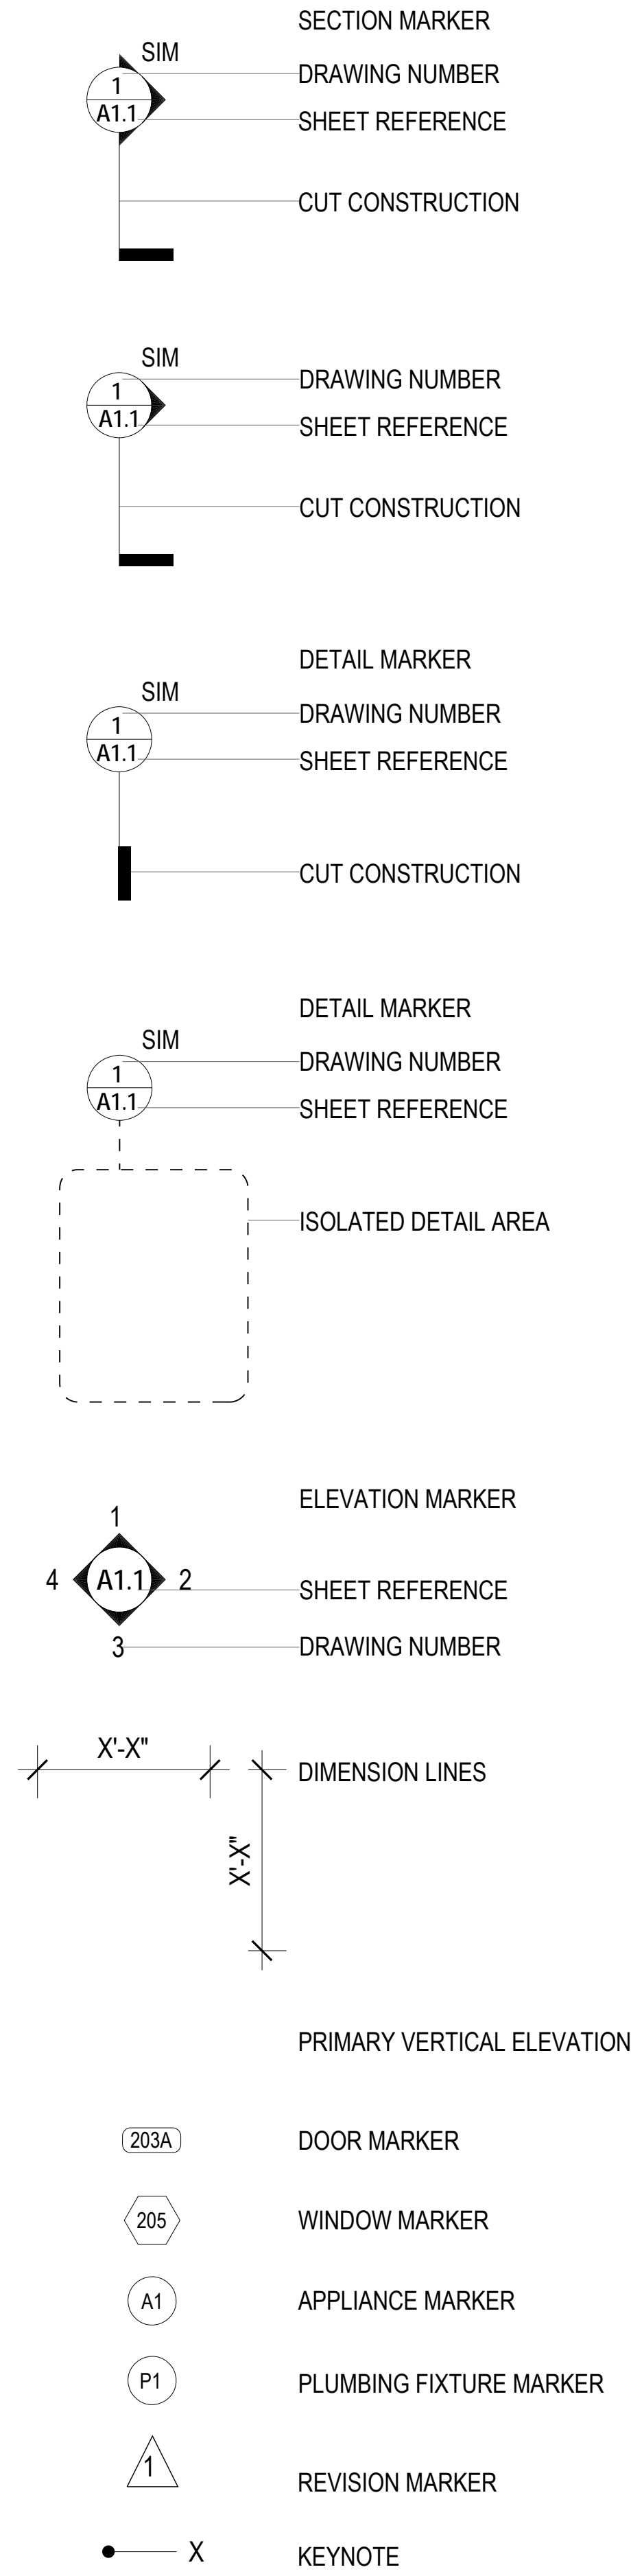 SECTION MARKER
SIM
DRAWING NUMBER
1
A1.1
SHEET REFERENCE
CUT CONSTRUCTION
SIM
DRAWING NUMBER
1
A1.1
SHEET REFERENCE
CUT CONSTRUCTION
DETAIL MARKER
SIM
DRAWING NUMBER
1
A1.1
SHEET REFERENCE
CUT CONSTRUCTION
DETAIL MARKER
SIM
DRAWING NUMBER
1
A1.1
SHEET REFERENCE
ISOLATED DETAIL AREA
ELEVATION MARKER
1
4 A1.1 2
SHEET REFERENCE
3
DRAWING NUMBER
X'-X"
DIMENSION LINES
X'-X"
PRIMARY VERTICAL ELEVATION
203A
DOOR MARKER
205
WINDOW MARKER
A1
APPLIANCE MARKER
P1
PLUMBING FIXTURE MARKER
1
REVISION MARKER
X
KEYNOTE